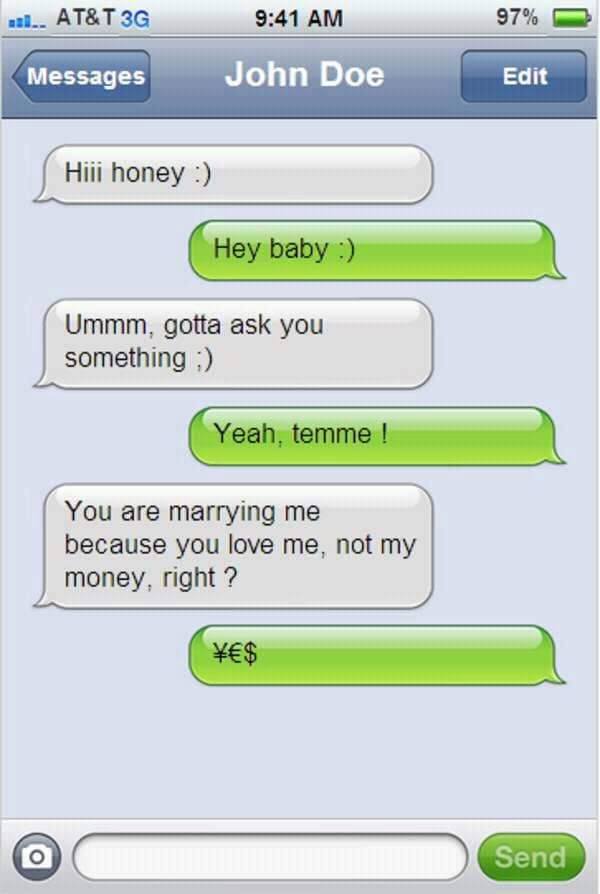 AT&T 3G 9:41 AM 97%
Messages John Doe Edit
Hiii honey :)
Hey baby :)
Ummm, gotta ask you
something ;)
Yeah, temme !
You are marrying me
because you love me, not my
money, right ?
¥€$
Send